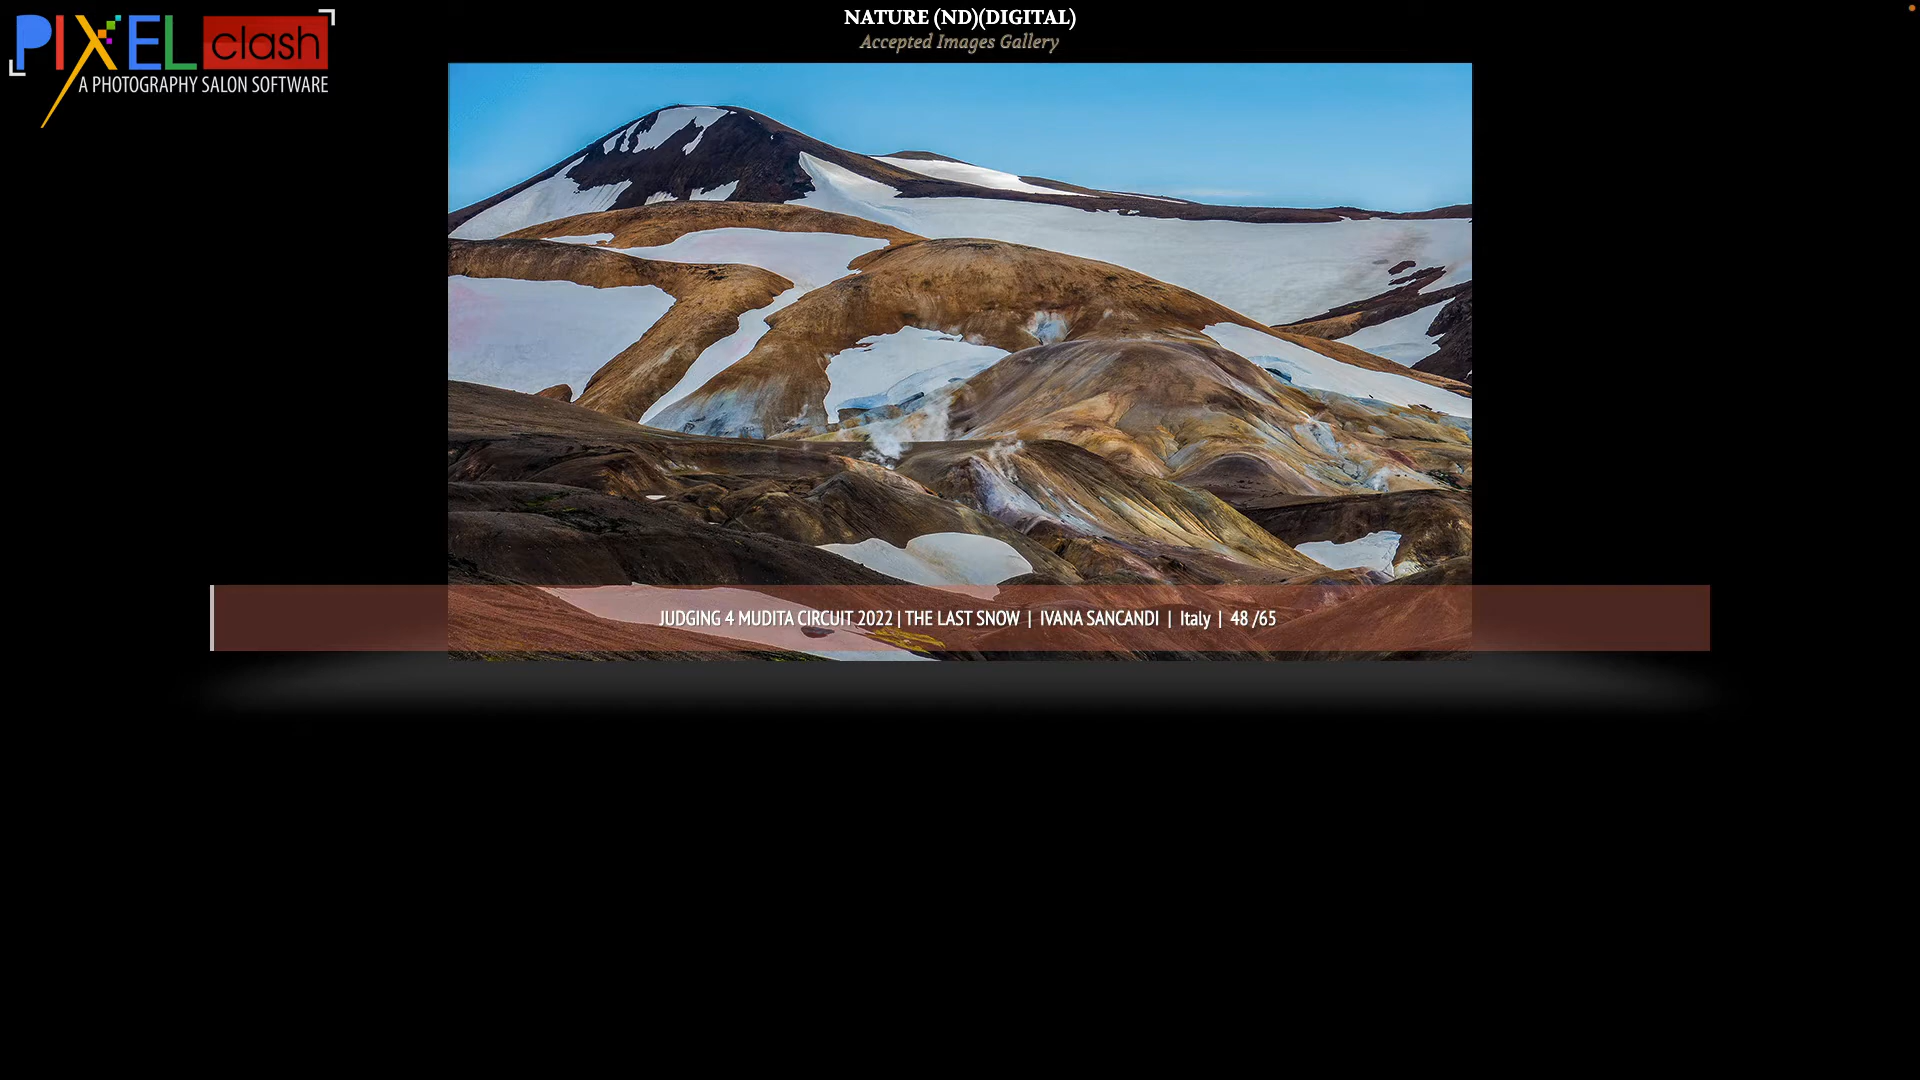 PIXEL clash
A PHOTOGRAPHY SALON SOFTWARE
NATURE (ND)(DIGITAL)
Accepted Images Gallery
JUDGING 4 MUDITA CIRCUIT 2022 | THE LAST SNOW | IVANA SANCANDI | Italy | 48 /65